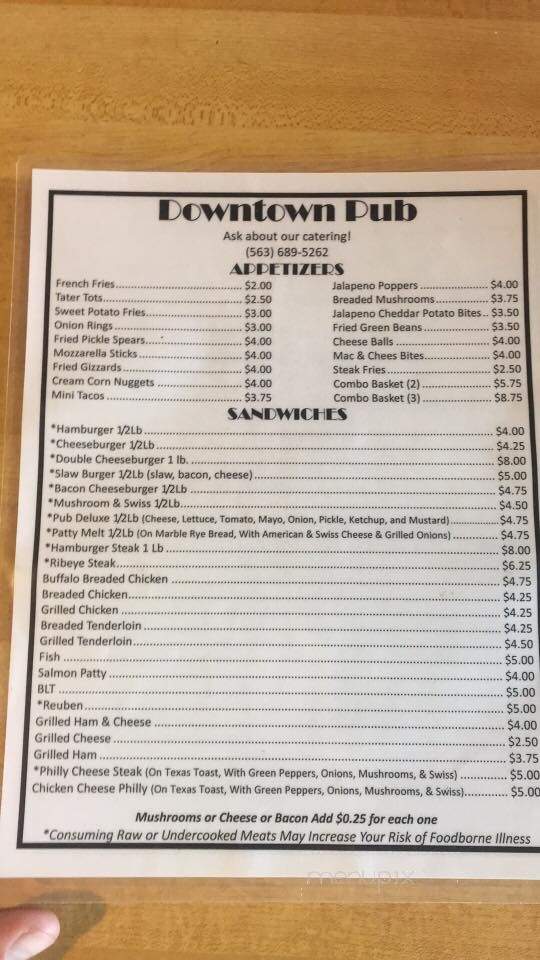 Downtown Pub
Ask about our catering!
(563) 689-5262
APPETIZERS
French Fries $2.00
Tater Tots $2.50
Sweet Potato Fries $3.00
Onion Rings $3.00
Fried Pickle Spears $4.00
Mozzarella Sticks $4.00
Fried Gizzards $4.00
Cream Corn Nuggets $4.00
Mini Tacos $3.75
Jalapeno Poppers $4.00
Breaded Mushrooms $3.75
Jalapeno Cheddar Potato Bites $3.50
Fried Green Beans $3.50
Cheese Balls $4.00
Mac & Chees Bites $4.00
Steak Fries $2.50
Combo Basket (2) $5.75
Combo Basket (3) $8.75
SANDWICHES
*Hamburger 1/2Lb $4.00
*Cheeseburger 1/2Lb $4.25
*Double Cheeseburger 1 lb. $8.00
*Slaw Burger 1/2Lb (slaw, bacon, cheese) $5.00
*Bacon Cheeseburger 1/2Lb $4.75
*Mushroom & Swiss 1/2Lb $4.50
*Pub Deluxe 1/2Lb (Cheese, Lettuce, Tomato, Mayo, Onion, Pickle, Ketchup, and Mustard) $4.75
*Patty Melt 1/2Lb (On Marble Rye Bread, With American & Swiss Cheese & Grilled Onions) $4.75
*Hamburger Steak 1 Lb $8.00
*Ribeye Steak $6.25
Buffalo Breaded Chicken $4.75
Breaded Chicken $4.25
Grilled Chicken $4.25
Breaded Tenderloin $4.25
Grilled Tenderloin $4.50
Fish $5.00
Salmon Patty $4.00
BLT $5.00
*Reuben $5.00
Grilled Ham & Cheese $4.00
Grilled Cheese $2.50
Grilled Ham $3.75
*Philly Cheese Steak (On Texas Toast, With Green Peppers, Onions, Mushrooms, & Swiss) $5.00
Chicken Cheese Philly (On Texas Toast, With Green Peppers, Onions, Mushrooms, & Swiss) $5.00
Mushrooms or Cheese or Bacon Add $0.25 for each one
*Consuming Raw or Undercooked Meats May Increase Your Risk of Foodborne Illness
menupix